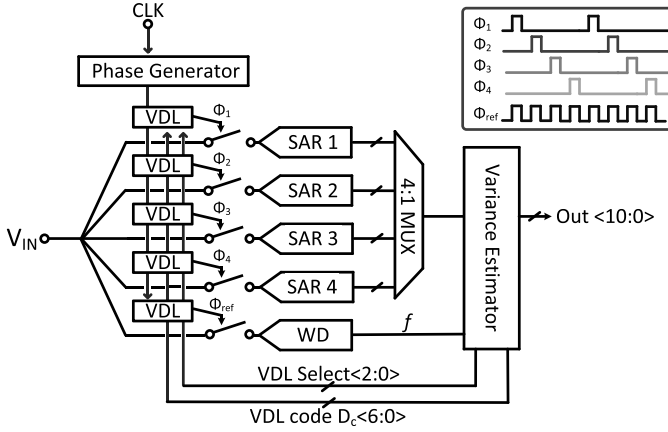 CLK
Phase Generator
VDL
Φ1
SAR 1
VDL
Φ2
SAR 2
VDL
Φ3
SAR 3
VDL
Φ4
SAR 4
VDL
Φref
WD
VIN
4:1 MUX
f
Variance Estimator
Out <10:0>
VDL Select<2:0>
VDL code Dc<6:0>
Φ1
Φ2
Φ3
Φ4
Φref